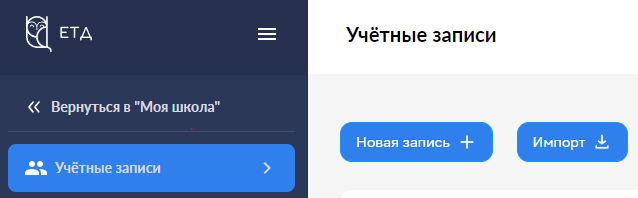 ЕТД
Учётные записи
Вернуться в "Моя школа"
Новая запись
Импорт
Учётные записи